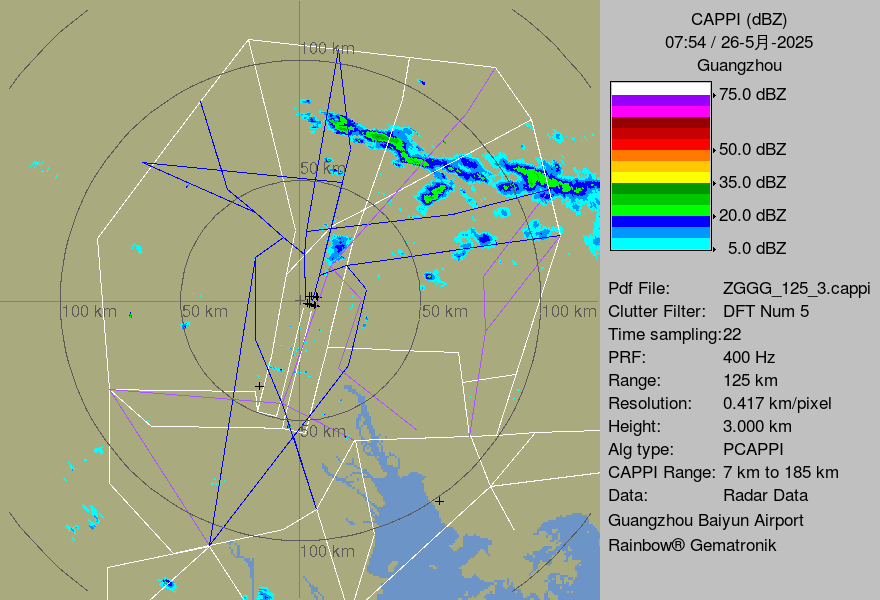 CAPPI (dBZ)
07:54 / 26-5月-2025
Guangzhou
75.0 dBZ
50.0 dBZ
35.0 dBZ
20.0 dBZ
5.0 dBZ
Pdf File: ZGGG_125_3.cappi
Clutter Filter: DFT Num 5
Time sampling:22
PRF: 400 Hz
Range: 125 km
Resolution: 0.417 km/pixel
Height: 3.000 km
Alg type: PCAPPI
CAPPI Range: 7 km to 185 km
Data: Radar Data
Guangzhou Baiyun Airport
Rainbow® Gematronik
100 km
50 km
100 km
50 km
50 km
100 km
50 km
100 km